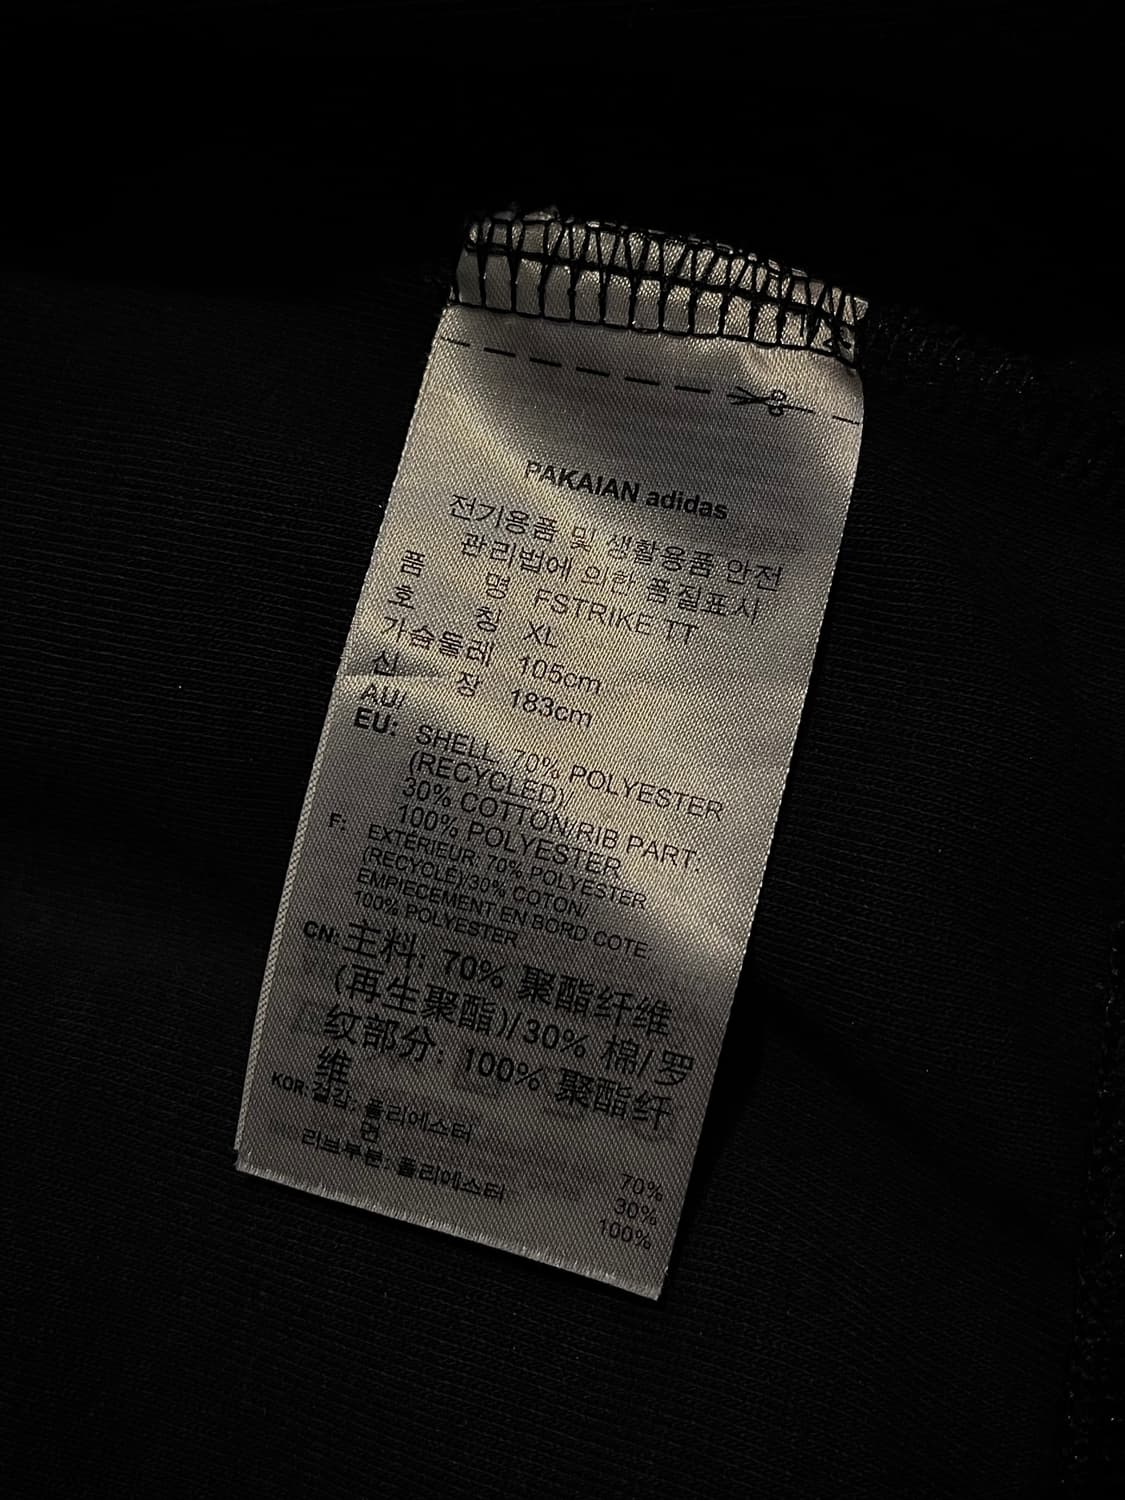 PAKAIAN adidas
전기용품 및 생활용품 안전
관리법에 의한 품질표시
품 명 FSTRIKE TT
호 칭 XL
가슴둘레 105cm
신 장 183cm
AU/
EU: SHELL: 70% POLYESTER
(RECYCLED)
30% COTTON/RIB PART:
100% POLYESTER
F: EXTÉRIEUR: 70% POLYESTER
(RECYCLÉ)/30% COTON/
EMPIECEMENT EN BORD COTE
100% POLYESTER
CN: 主料: 70% 聚酯纤维
(再生聚酯)/30% 棉/罗
纹部分: 100% 聚酯纤
维
KOR: 겉감: 폴리에스터 70%
면 30%
리브부분: 폴리에스터 100%